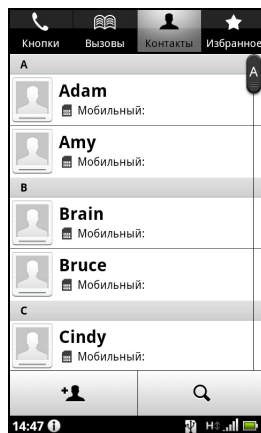 Кнопки Вызовы Контакты Избранное
A
A
Adam
Мобильный:
Amy
Мобильный:
B
Brain
Мобильный:
Bruce
Мобильный:
C
Cindy
Мобильный:
14:47 H